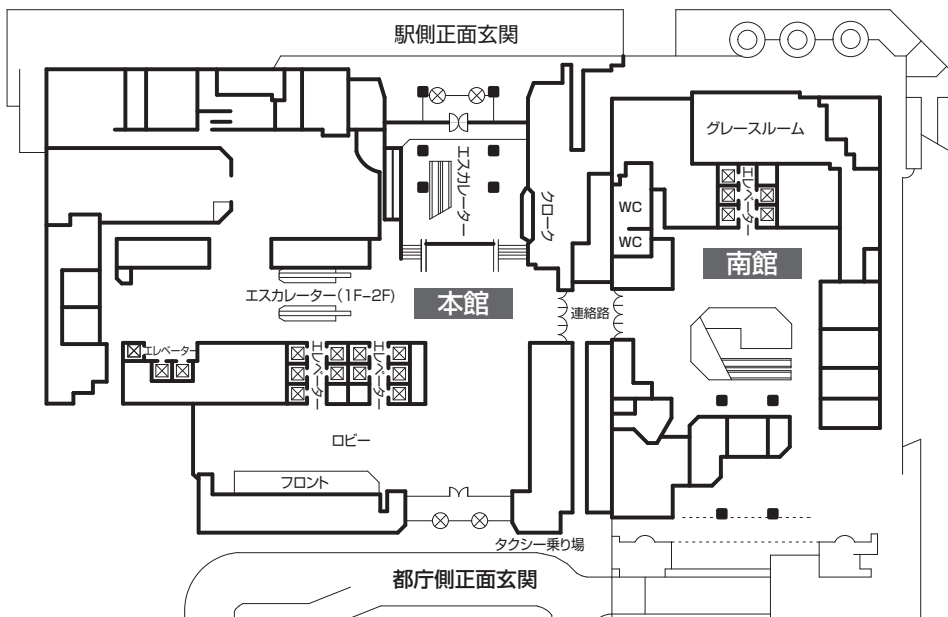 駅側正面玄関
グレースルーム
エスカレーター
エレベーター
WC
クローク
WC
南館
エスカレーター(1F−2F)
本館
連絡路
エレベーター
エレベーター
エレベーター
ロビー
フロント
タクシー乗り場
都庁側正面玄関